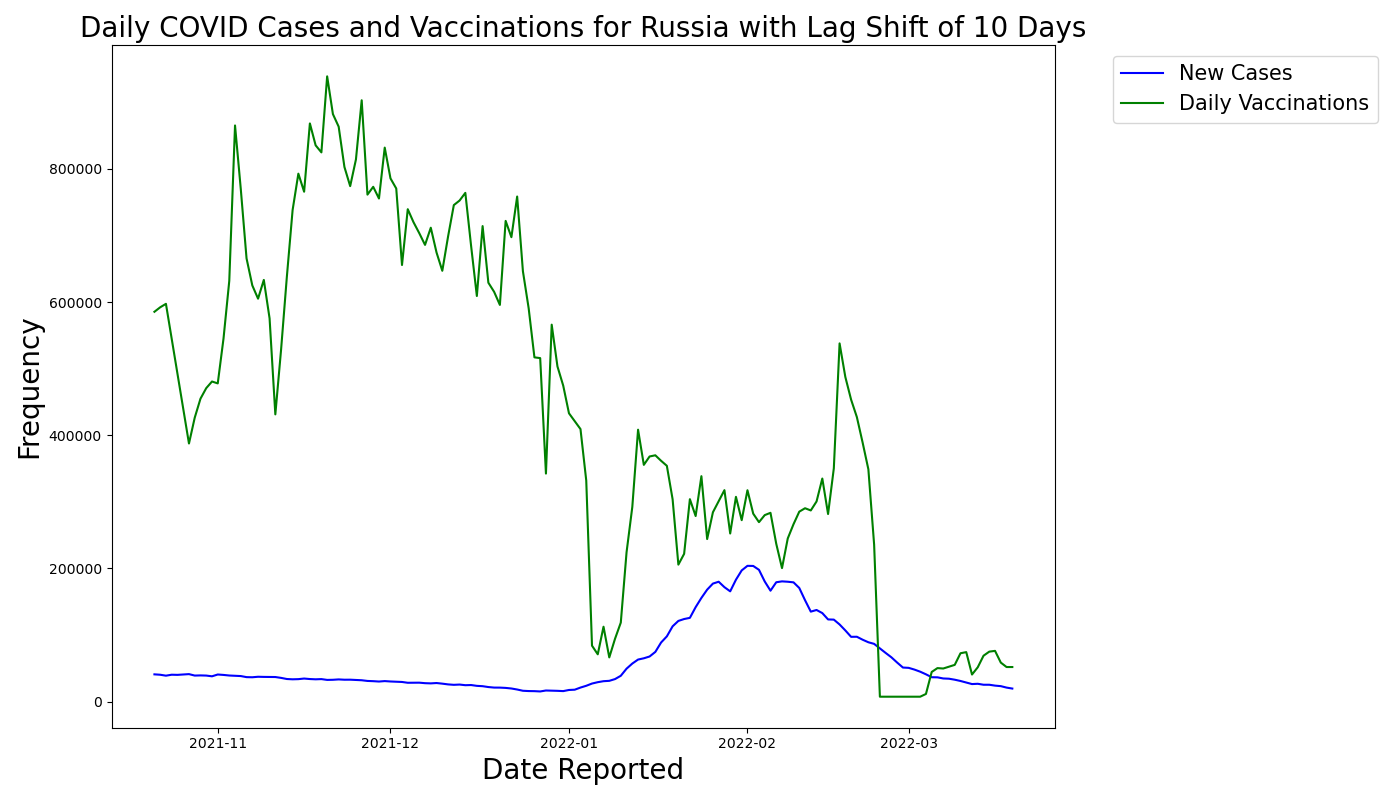 Daily COVID Cases and Vaccinations for Russia with Lag Shift of 10 Days
New Cases
Daily Vaccinations
Frequency
800000
600000
400000
200000
0
2021-11
2021-12
2022-01
2022-02
2022-03
Date Reported